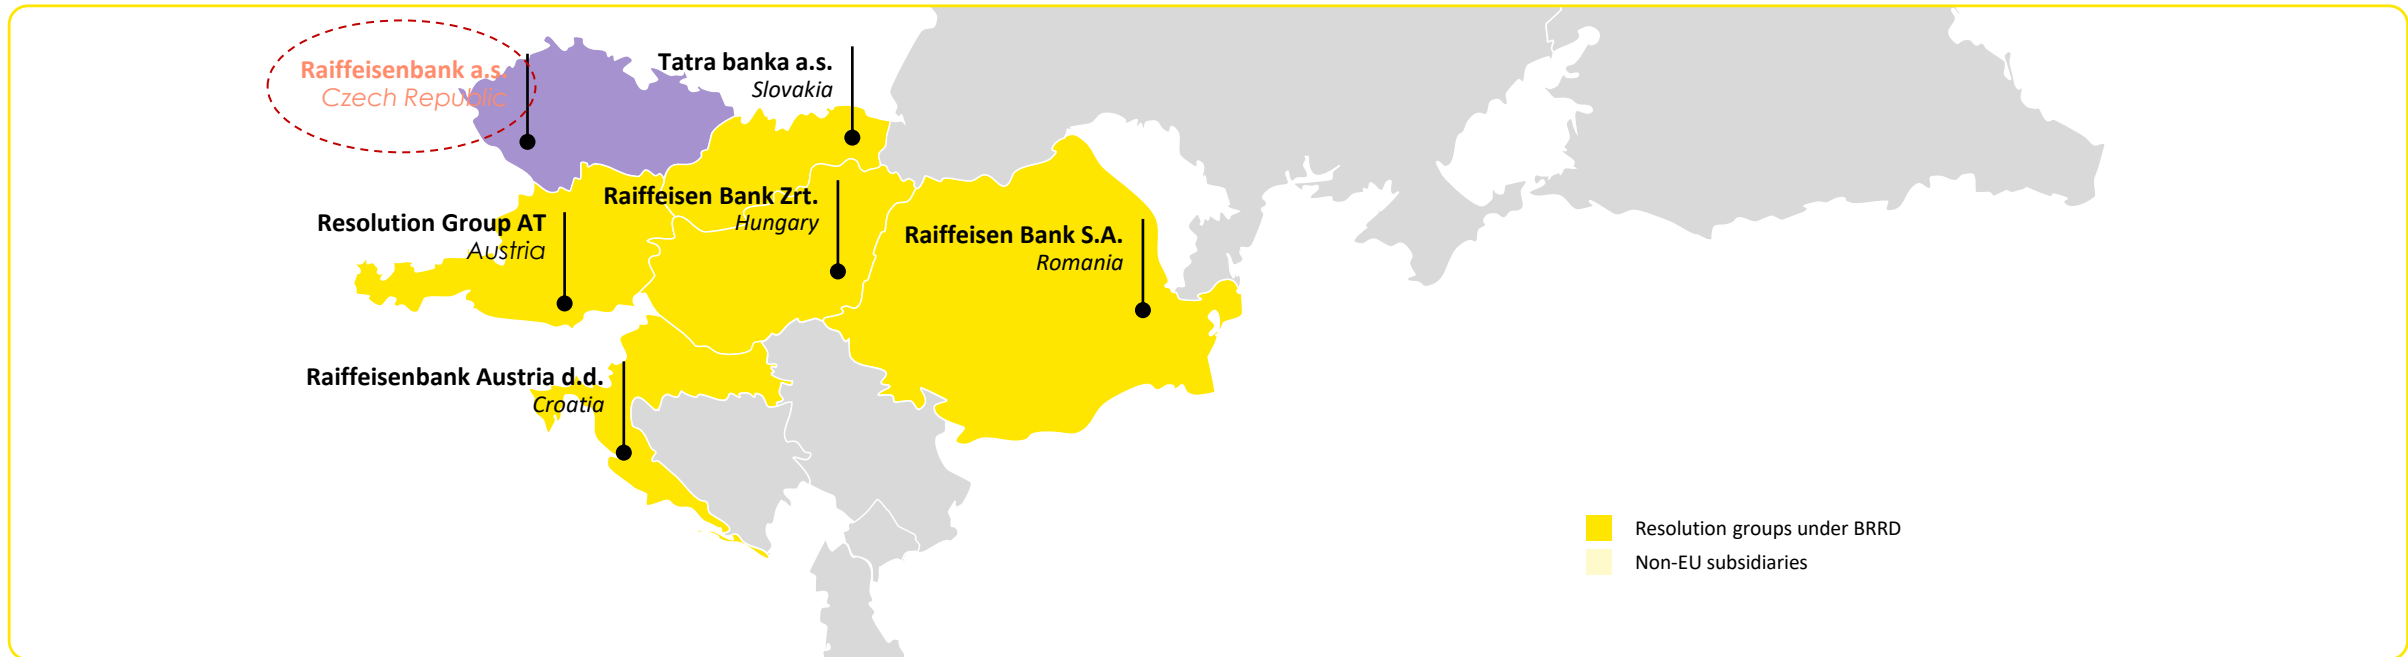 Raiffeisenbank a.s.
Czech Republic
Tatra banka a.s.
Slovakia
Raiffeisen Bank Zrt.
Hungary
Resolution Group AT
Austria
Raiffeisen Bank S.A.
Romania
Raiffeisenbank Austria d.d.
Croatia
Resolution groups under BRRD
Non-EU subsidiaries